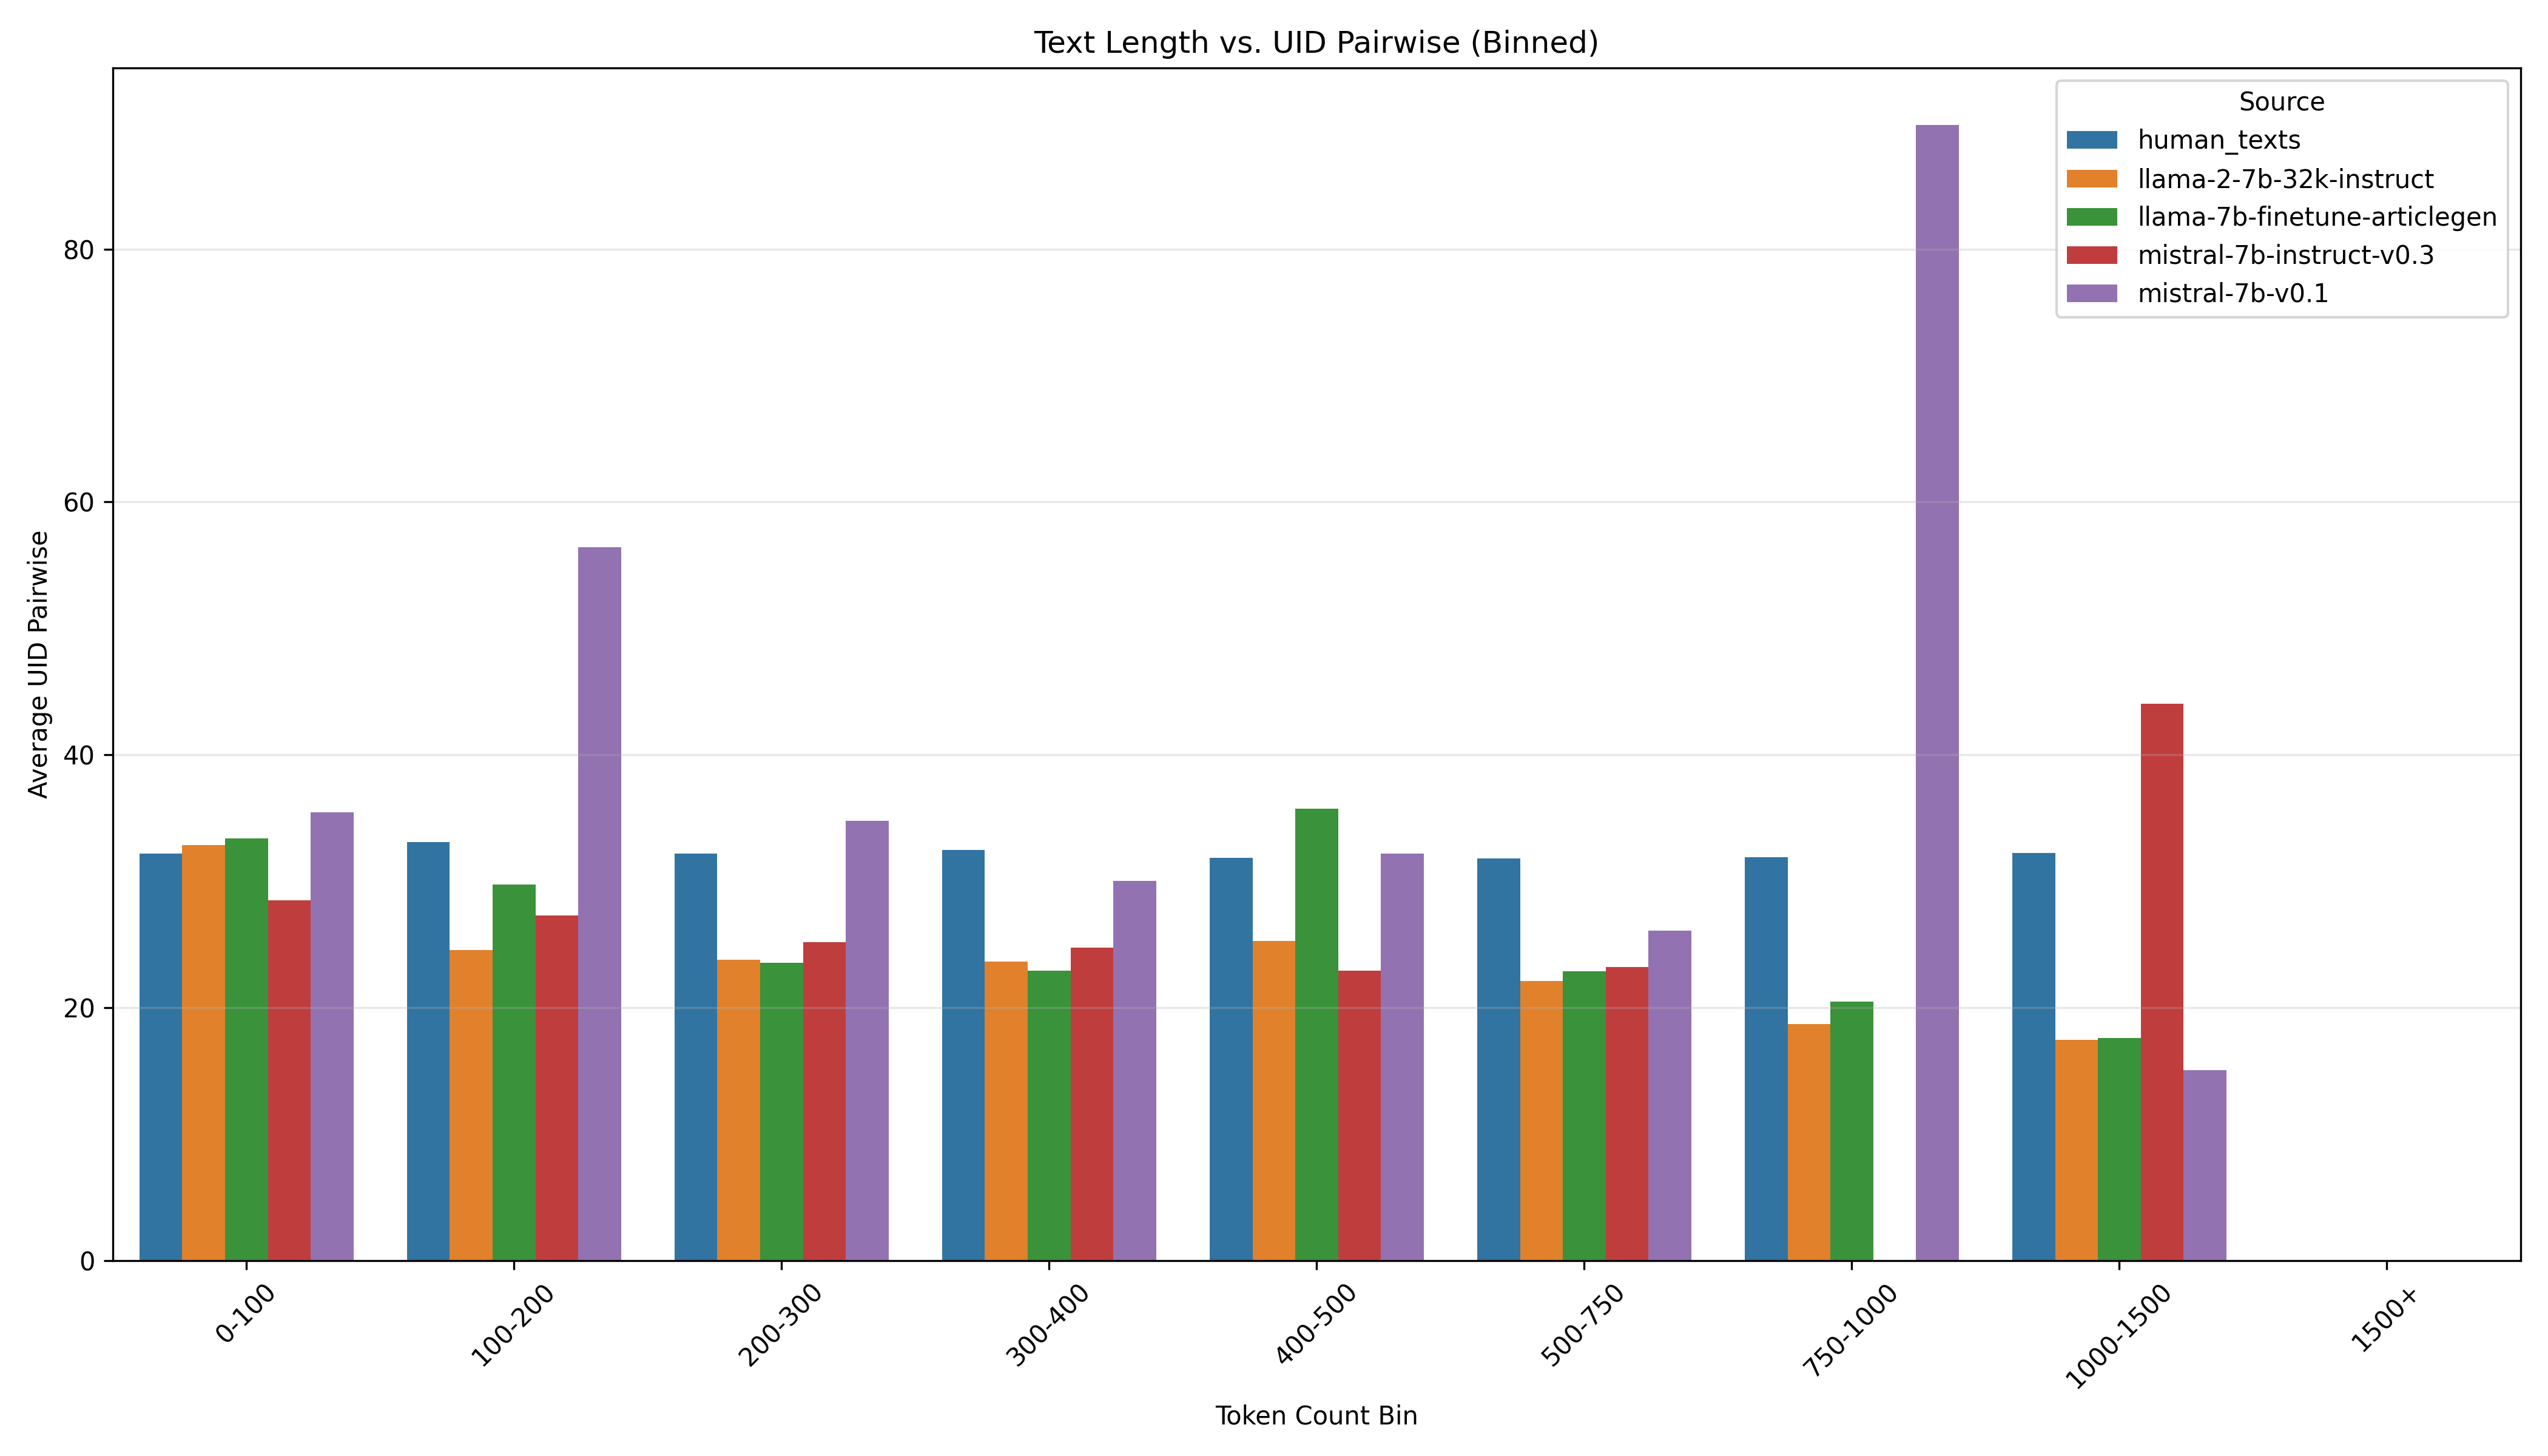 Text Length vs. UID Pairwise (Binned)
Source
human_texts
llama-2-7b-32k-instruct
llama-7b-finetune-articlegen
mistral-7b-instruct-v0.3
mistral-7b-v0.1
Average UID Pairwise
80
60
40
20
0
0-100
100-200
200-300
300-400
400-500
500-750
750-1000
1000-1500
1500+
Token Count Bin